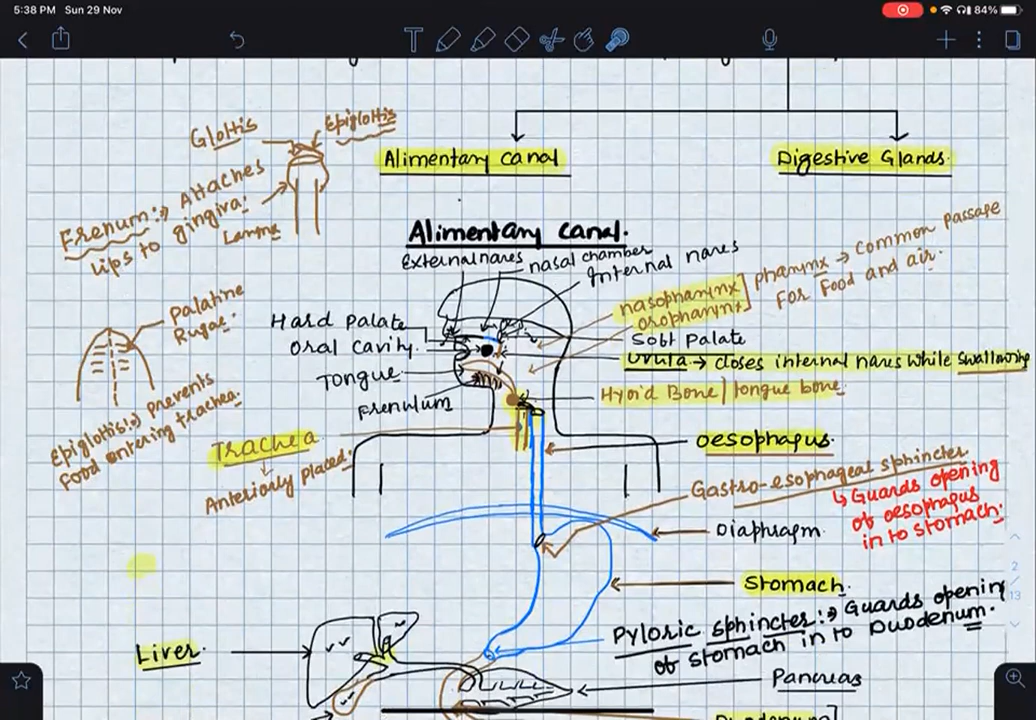 5:38 PM Sun 29 Nov
84%
Glottis
Epiglottis
Alimentary canal
Digestive Glands.
Frenum :→ Attaches
lips to gingiva.
Alimentary canal.
External nares
nasal chamber
Internal nares
nasopharynx
oropharynx
pharynx → common passage
For Food and air.
Palatine
Rugae.
Hard Palate
Oral Cavity.
Tongue
Frenulum
Soft Palate
Uvula → closes internal nares while swallowing
Hyoid Bone / tongue bone.
Epiglottis :→ prevents
food entering trachea.
Trachea
Anteriorly placed.
oesophagus.
Gastro-esophageal sphincter
↳ Guards opening
of oesophagus
in to stomach.
Diaphragm.
Stomach.
Pyloric sphincter :→ Guards opening
of stomach in to Duodenum.
Liver
Pancreas
2
13